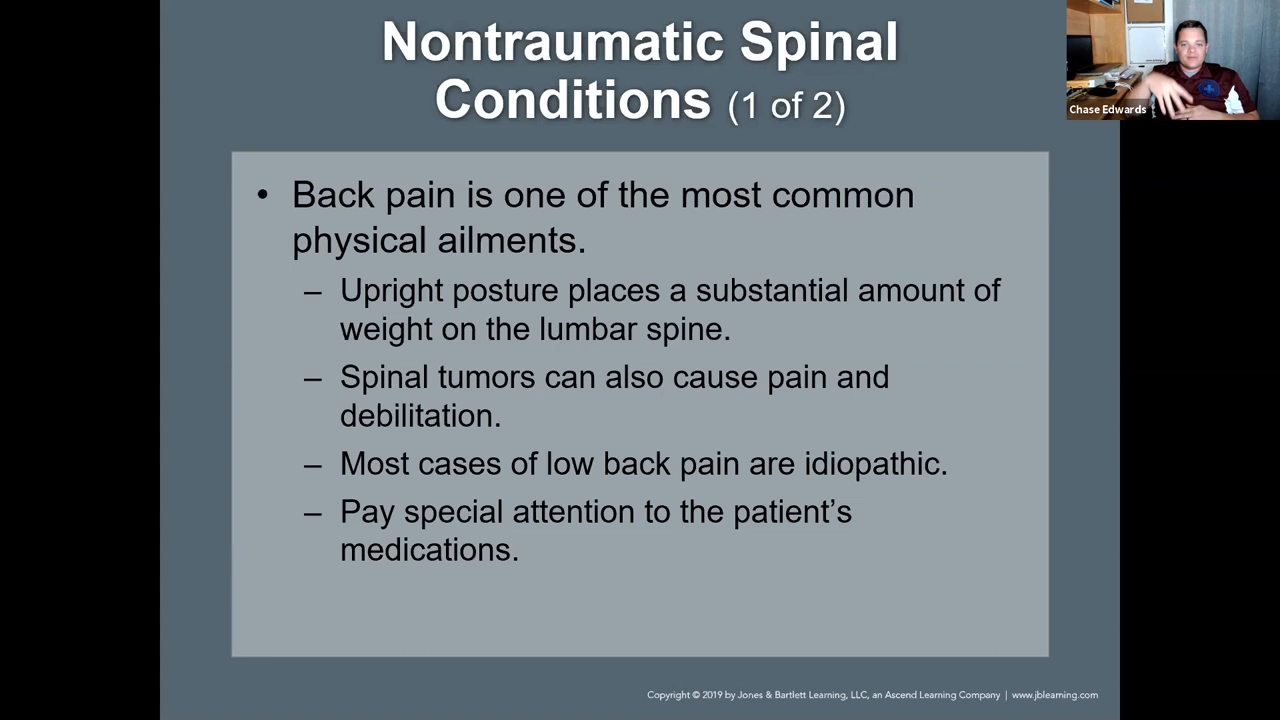 Nontraumatic Spinal
Conditions (1 of 2)
Chase Edwards
• Back pain is one of the most common
physical ailments.
– Upright posture places a substantial amount of
weight on the lumbar spine.
– Spinal tumors can also cause pain and
debilitation.
– Most cases of low back pain are idiopathic.
– Pay special attention to the patient’s
medications.
Copyright © 2019 by Jones & Bartlett Learning, LLC, an Ascend Learning Company | www.jblearning.com